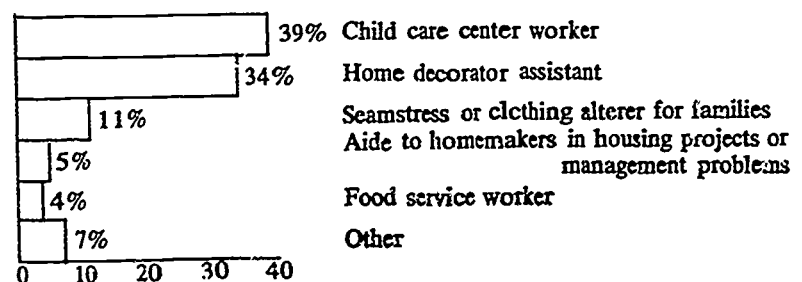 39% Child care center worker
34% Home decorator assistant
11% Seamstress or clothing alterer for families
5% Aide to homemakers in housing projects or
management problems
4% Food service worker
7% Other
0 10 20 30 40